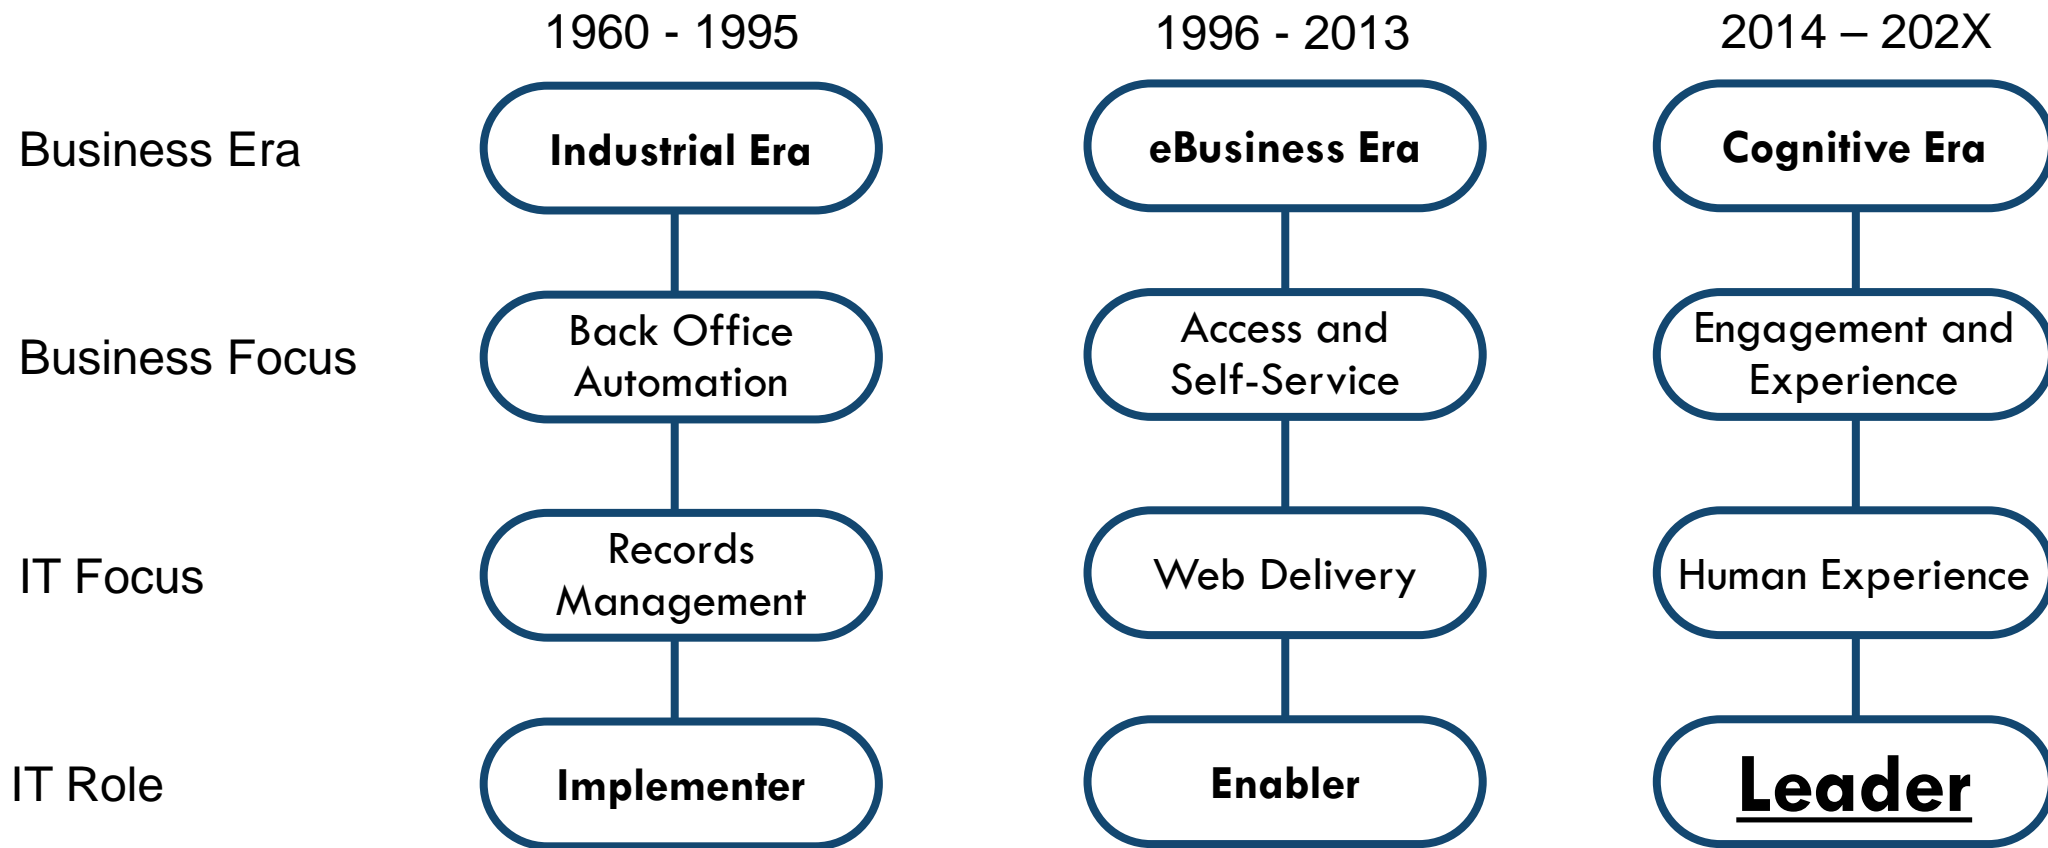 1960 - 1995
1996 - 2013
2014 – 202X
Business Era
Industrial Era
eBusiness Era
Cognitive Era
Business Focus
Back Office
Automation
Access and
Self-Service
Engagement and
Experience
IT Focus
Records
Management
Web Delivery
Human Experience
IT Role
Implementer
Enabler
Leader